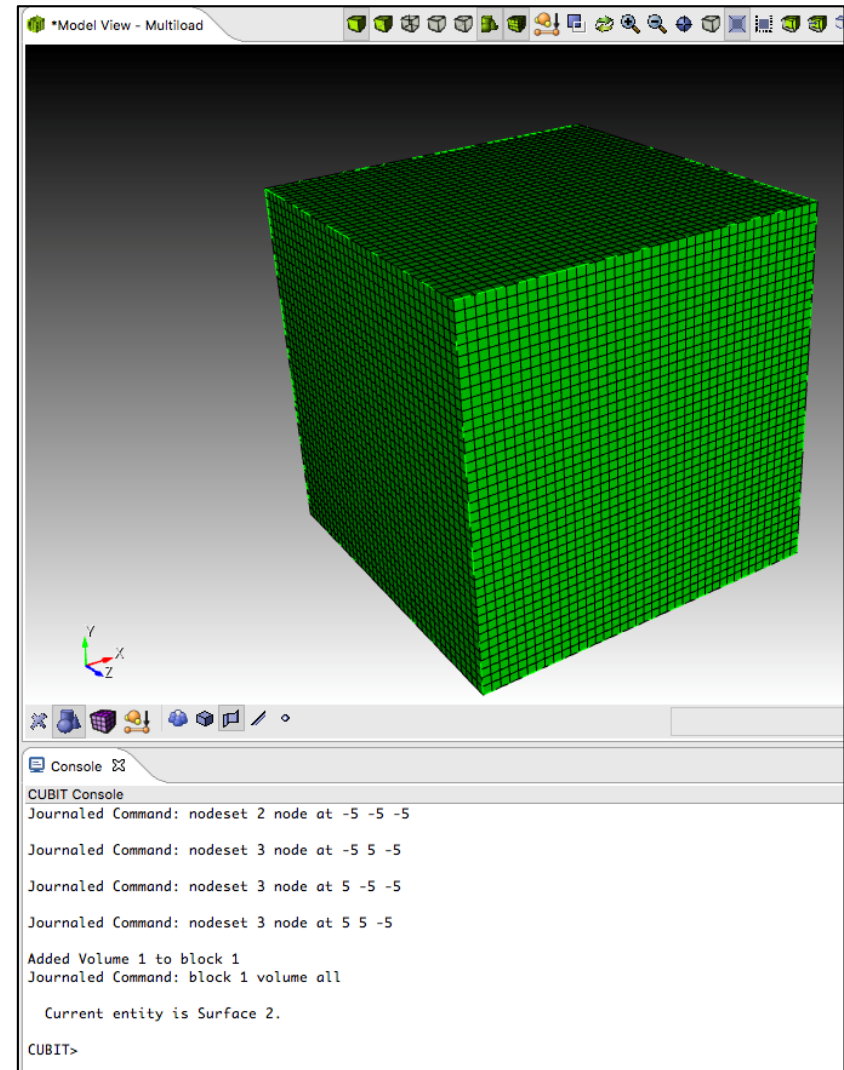 *Model View - Multiload
Y
X
Z
Console
CUBIT Console
Journaled Command: nodeset 2 node at -5 -5 -5
Journaled Command: nodeset 3 node at -5 5 -5
Journaled Command: nodeset 3 node at 5 -5 -5
Journaled Command: nodeset 3 node at 5 5 -5
Added Volume 1 to block 1
Journaled Command: block 1 volume all
Current entity is Surface 2.
CUBIT>